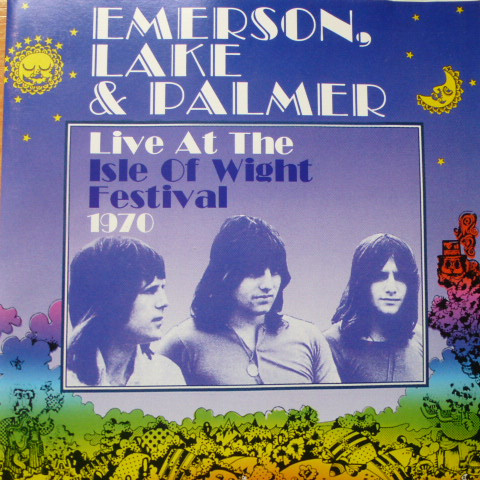 EMERSON,
LAKE
& PALMER
Live At The
Isle Of Wight
Festival
1970